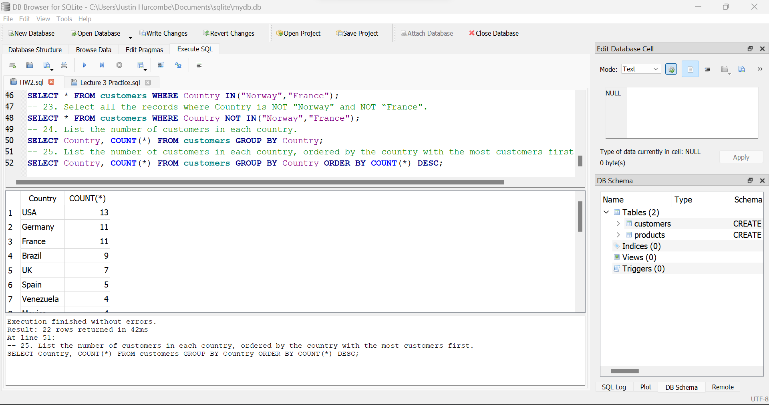 DB Browser for SQLite - C:\Users\Justin Hurcombe\Documents\sqlite\mydb.db
File Edit View Tools Help
New Database Open Database Write Changes Revert Changes Open Project Save Project Attach Database Close Database
Database Structure Browse Data Edit Pragmas Execute SQL
HW2.sql Lecture 3 Practice.sql
46 SELECT * FROM customers WHERE Country IN("Norway","France");
47 -- 23. Select all the records where Country is NOT "Norway" and NOT "France".
48 SELECT * FROM customers WHERE Country NOT IN("Norway","France");
49 -- 24. List the number of customers in each country.
50 SELECT Country, COUNT(*) FROM customers GROUP BY Country;
51 -- 25. List the number of customers in each country, ordered by the country with the most customers first
52 SELECT Country, COUNT(*) FROM customers GROUP BY Country ORDER BY COUNT(*) DESC;
Country COUNT(*)
1 USA 13
2 Germany 11
3 France 11
4 Brazil 9
5 UK 7
6 Spain 5
7 Venezuela 4
Execution finished without errors.
Result: 22 rows returned in 42ms
At line 51:
-- 25. List the number of customers in each country, ordered by the country with the most customers first.
SELECT Country, COUNT(*) FROM customers GROUP BY Country ORDER BY COUNT(*) DESC;
Edit Database Cell
Mode: Text
NULL
Type of data currently in cell: NULL
0 byte(s)
Apply
DB Schema
Name Type Schema
Tables (2)
customers CREATE
products CREATE
Indices (0)
Views (0)
Triggers (0)
SQL Log Plot DB Schema Remote
UTF-8